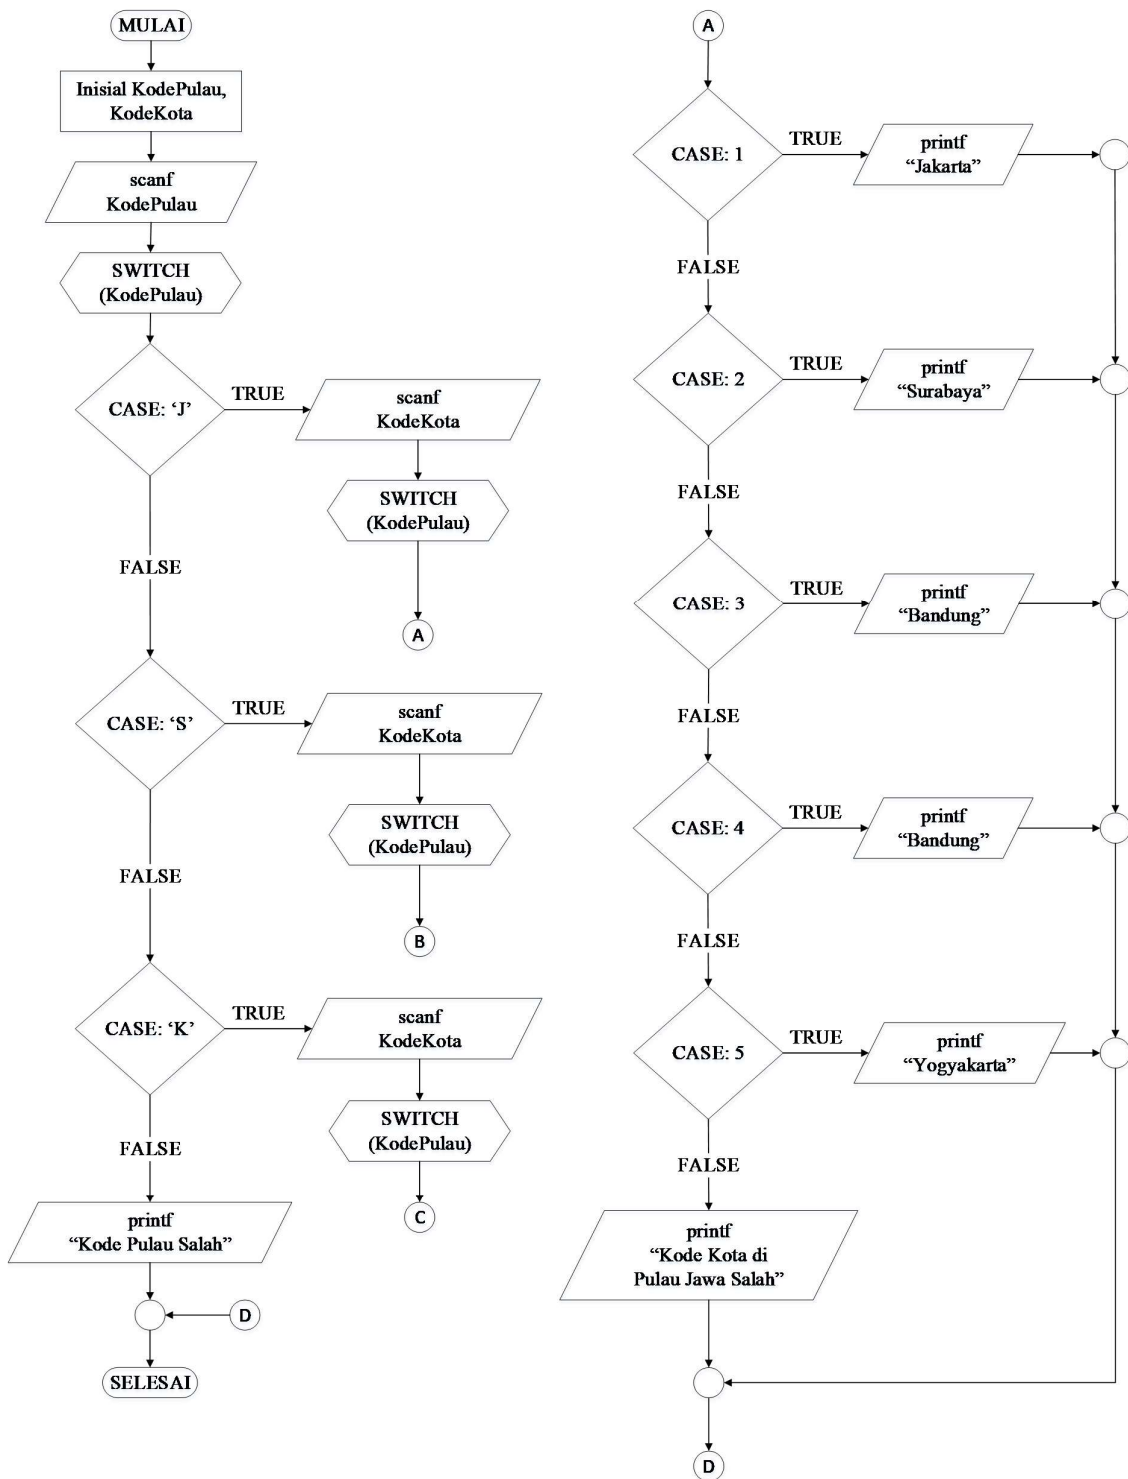 MULAI
Inisial KodePulau,
KodeKota
scanf
KodePulau
SWITCH
(KodePulau)
CASE: ‘J’
TRUE
scanf
KodeKota
SWITCH
(KodePulau)
A
FALSE
CASE: ‘S’
TRUE
scanf
KodeKota
SWITCH
(KodePulau)
B
FALSE
CASE: ‘K’
TRUE
scanf
KodeKota
SWITCH
(KodePulau)
C
FALSE
printf
“Kode Pulau Salah”
D
SELESAI
A
CASE: 1
TRUE
printf
“Jakarta”
FALSE
CASE: 2
TRUE
printf
“Surabaya”
FALSE
CASE: 3
TRUE
printf
“Bandung”
FALSE
CASE: 4
TRUE
printf
“Bandung”
FALSE
CASE: 5
TRUE
printf
“Yogyakarta”
FALSE
printf
“Kode Kota di
Pulau Jawa Salah”
D